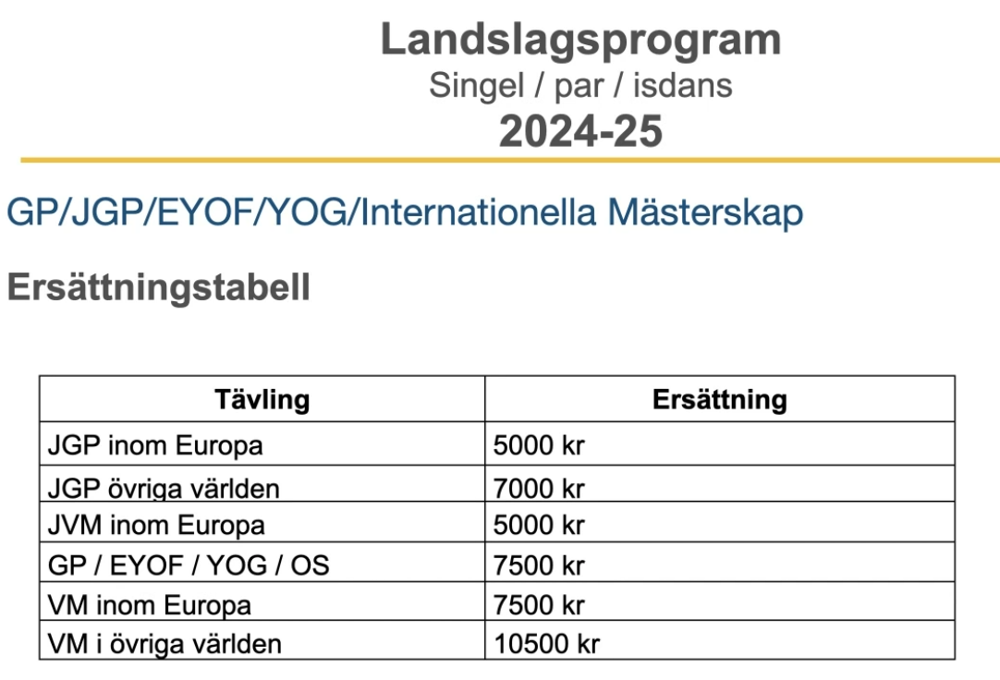 Landslagsprogram
Singel / par / isdans
2024-25
GP/JGP/EYOF/YOG/Internationella Mästerskap
Ersättningstabell
Tävling Ersättning
JGP inom Europa 5000 kr
JGP övriga världen 7000 kr
JVM inom Europa 5000 kr
GP / EYOF / YOG / OS 7500 kr
VM inom Europa 7500 kr
VM i övriga världen 10500 kr